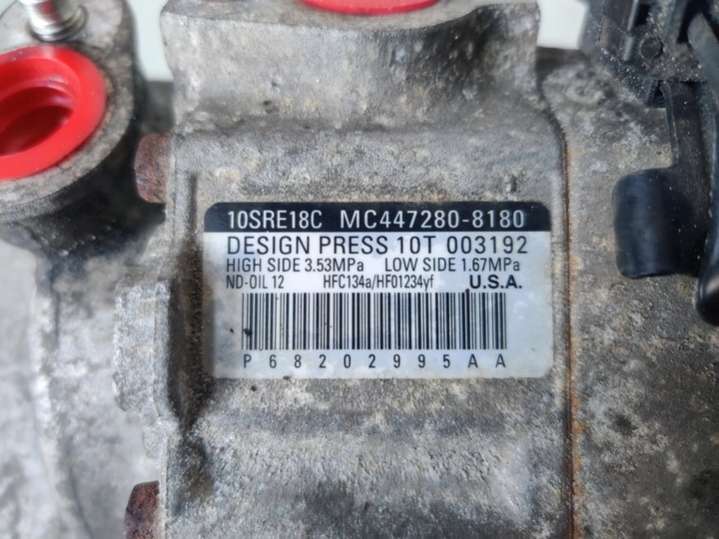 10SRE18C MC447280-8180
DESIGN PRESS 10T 003192
HIGH SIDE 3.53MPa LOW SIDE 1.67MPa
ND-OIL 12 HFC134a/HFO1234yf U.S.A.
P68202995AA